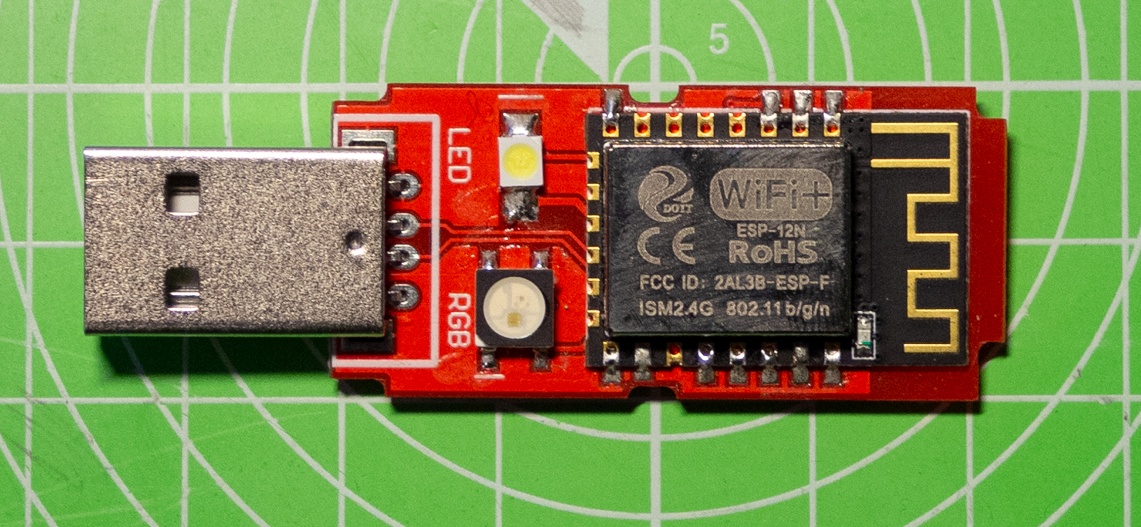 5
LED
RGB
DOIT
WiFi+
ESP-12N
CE
RoHS
FCC ID: 2AL3B-ESP-F
ISM2.4G 802.11b/g/n